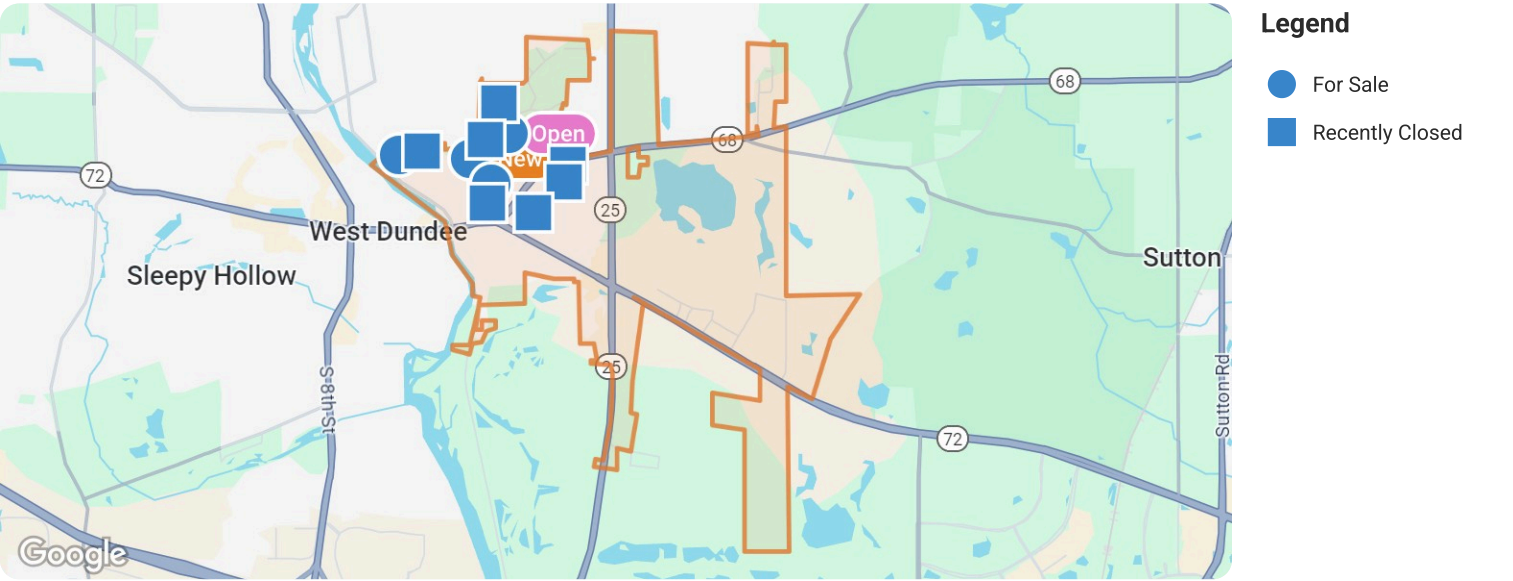 Legend
For Sale
Recently Closed
68
68
Open
New
72
25
West Dundee
Sutton
Sleepy Hollow
25
S 8th St
Sutton Rd
72
Google